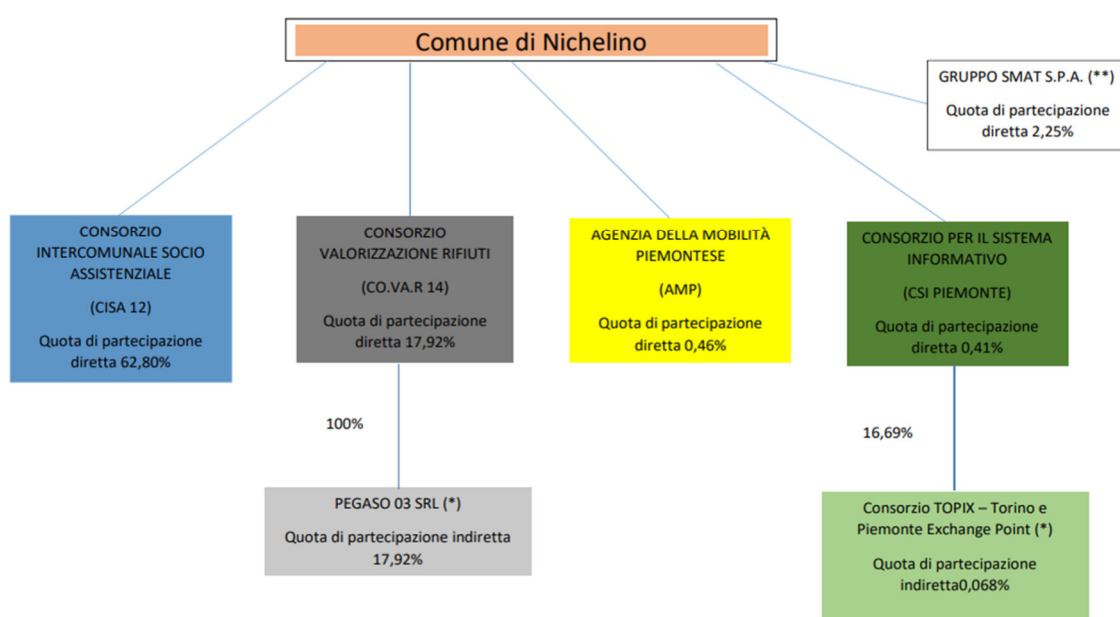 Comune di Nichelino
GRUPPO SMAT S.P.A. (**)
Quota di partecipazione
diretta 2,25%
CONSORZIO
INTERCOMUNALE SOCIO
ASSISTENZIALE
(CISA 12)
Quota di partecipazione
diretta 62,80%
CONSORZIO
VALORIZZAZIONE RIFIUTI
(CO.VA.R 14)
Quota di partecipazione
diretta 17,92%
AGENZIA DELLA MOBILITÀ
PIEMONTESE
(AMP)
Quota di partecipazione
diretta 0,46%
CONSORZIO PER IL SISTEMA
INFORMATIVO
(CSI PIEMONTE)
Quota di partecipazione
diretta 0,41%
100%
16,69%
PEGASO 03 SRL (*)
Quota di partecipazione indiretta
17,92%
Consorzio TOPIX – Torino e
Piemonte Exchange Point (*)
Quota di partecipazione
indiretta0,068%